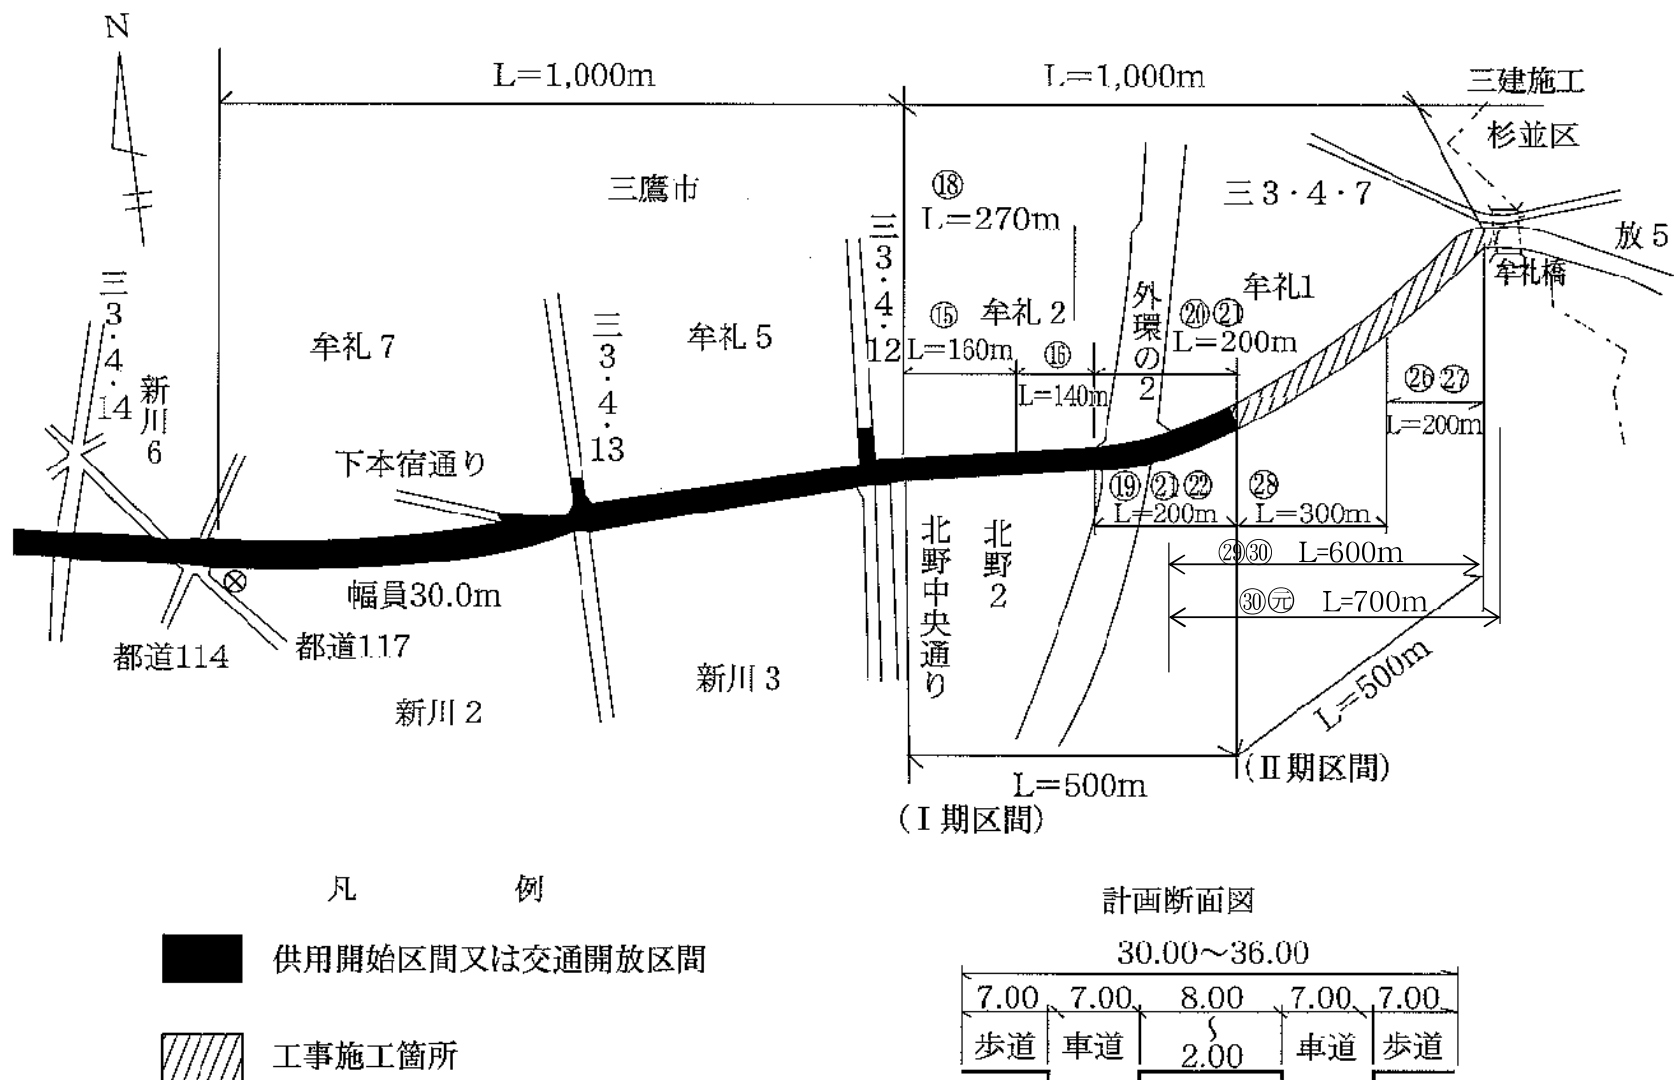 N
L=1,000m
L=1,000m
三建施工
杉並区
三鷹市
⑱
L=270m
三3・4・7
放5
牟礼橋
三3・4・14
新川6
牟礼7
三3・4・13
牟礼5
三3・4・12
⑮
L=160m
牟礼2
⑯
L=140m
外環の2
牟礼1
⑳㉑
L=200m
㉖㉗
L=200m
下本宿通り
⑲㉑㉒
L=200m
㉘
L=300m
㉙㉚ L=600m
㉚元 L=700m
幅員30.0m
都道114
都道117
新川2
新川3
北野中央通り
北野2
L=500m
(Ⅰ期区間)
L=500m
(Ⅱ期区間)
凡例
供用開始区間又は交通開放区間
工事施工箇所
計画断面図
30.00〜36.00
7.00 7.00 8.00 7.00 7.00
歩道 車道 〜 車道 歩道
2.00